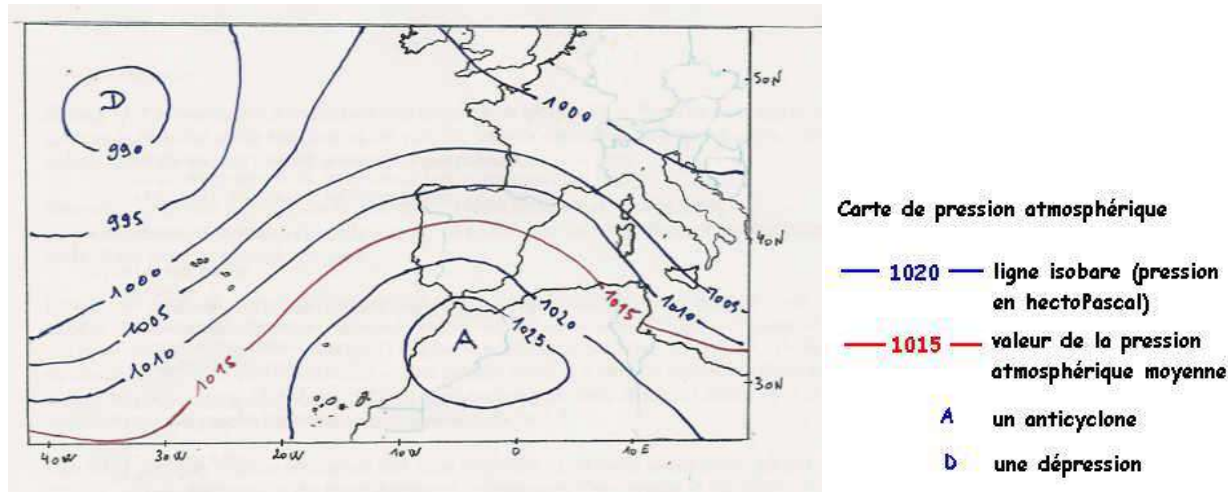 D
990
995
1000
1005
1010
1015
1000
1020
1025
A
1015
1010
1005
50N
40N
30N
40W
30W
20W
10W
0
10E
Carte de pression atmosphérique
1020
ligne isobare (pression
en hectoPascal)
1015
valeur de la pression
atmosphérique moyenne
A
un anticyclone
D
une dépression